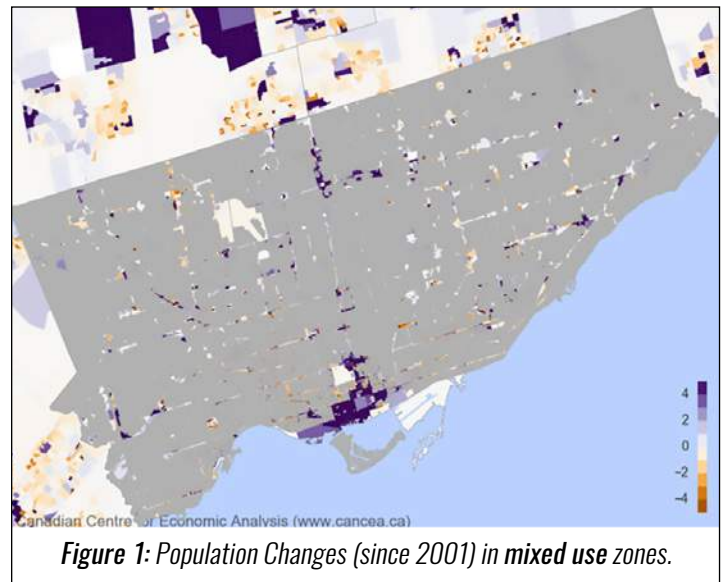 4
2
0
−2
−4
Canadian Centre for Economic Analysis (www.cancea.ca)
Figure 1: Population Changes (since 2001) in mixed use zones.